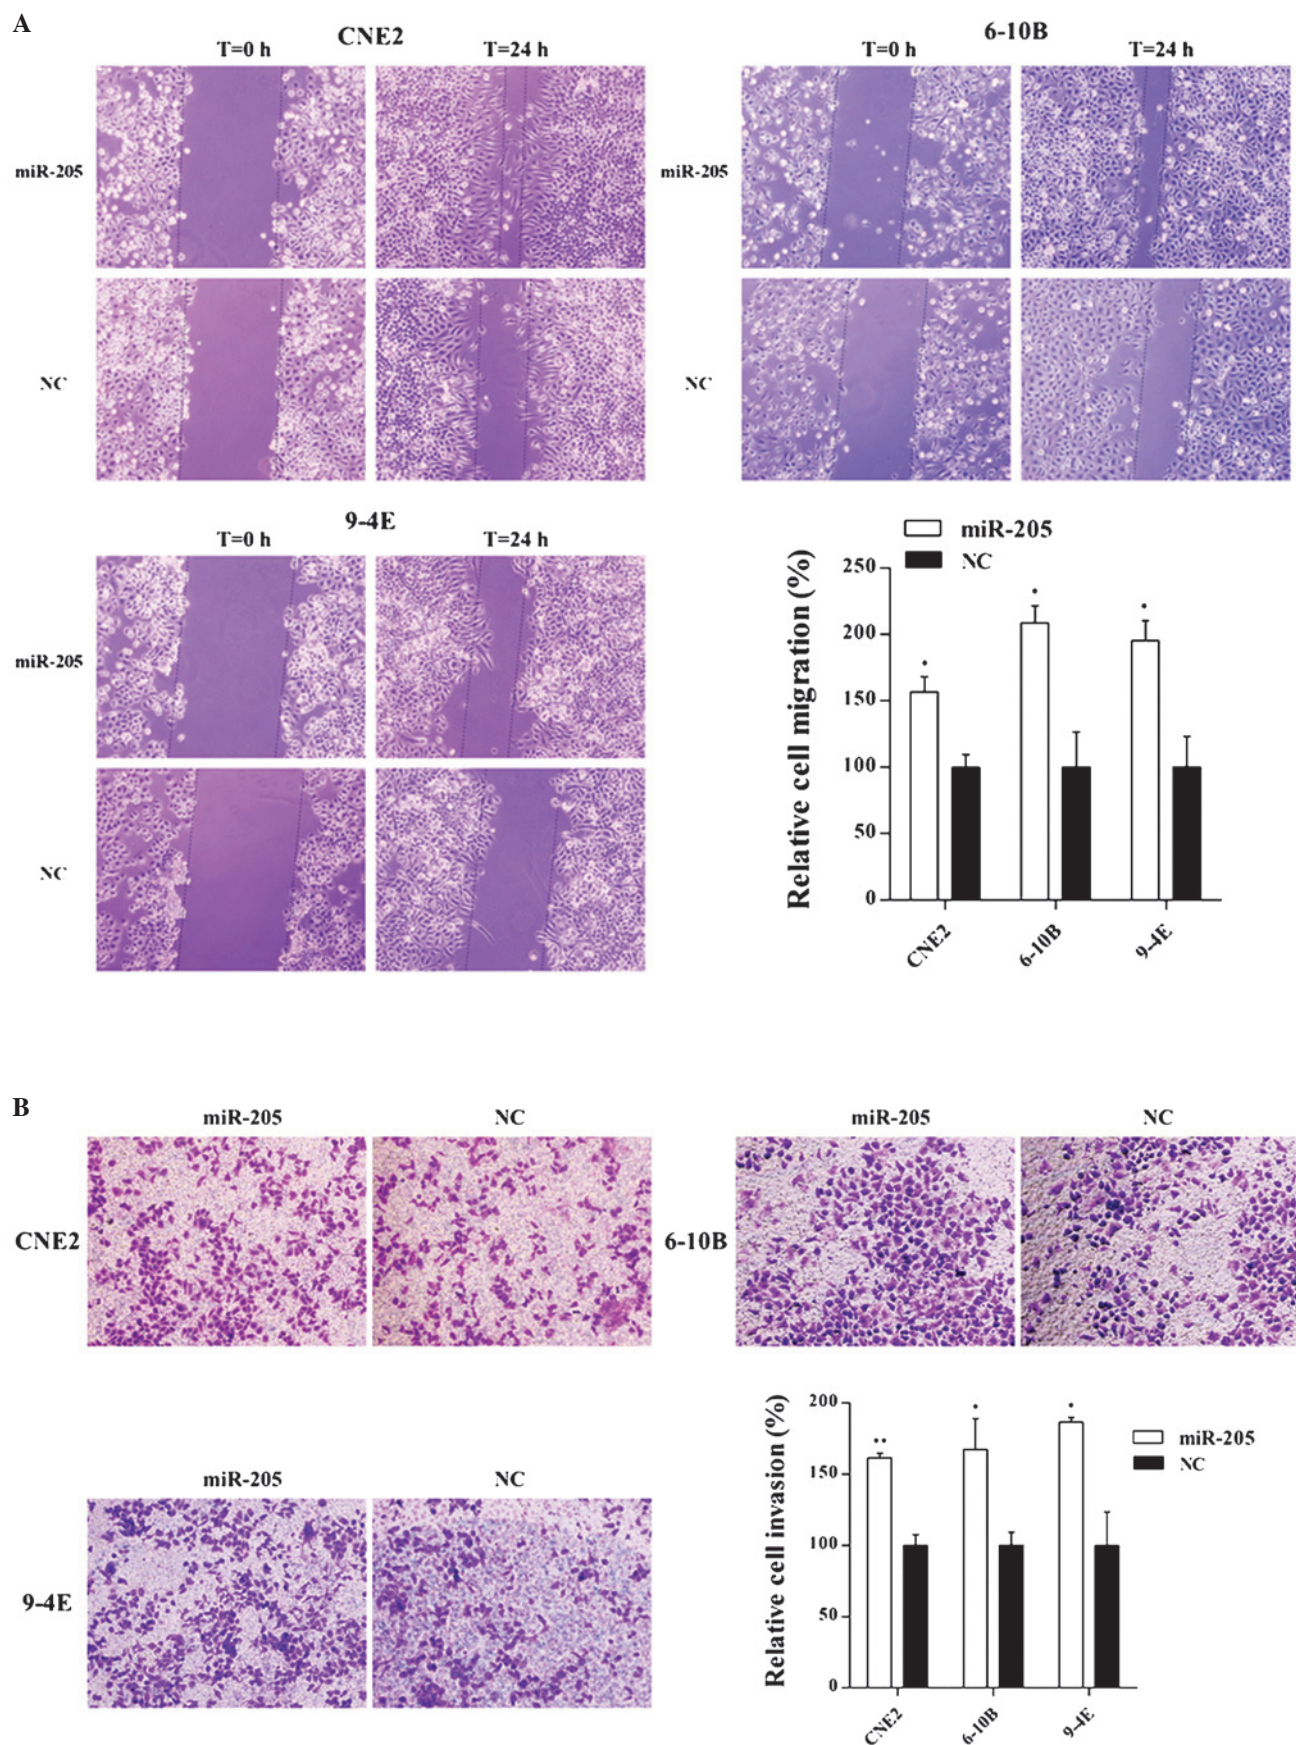 A
CNE2
T=0 h T=24 h
miR-205
NC
6-10B
T=0 h T=24 h
miR-205
NC
9-4E
T=0 h T=24 h
miR-205
NC
miR-205
NC
Relative cell migration (%)
250
200
150
100
50
0
CNE2
6-10B
9-4E
B
miR-205 NC
CNE2
miR-205 NC
6-10B
miR-205 NC
9-4E
Relative cell invasion (%)
200
150
100
50
0
miR-205
NC
CNE2
6-10B
9-4E